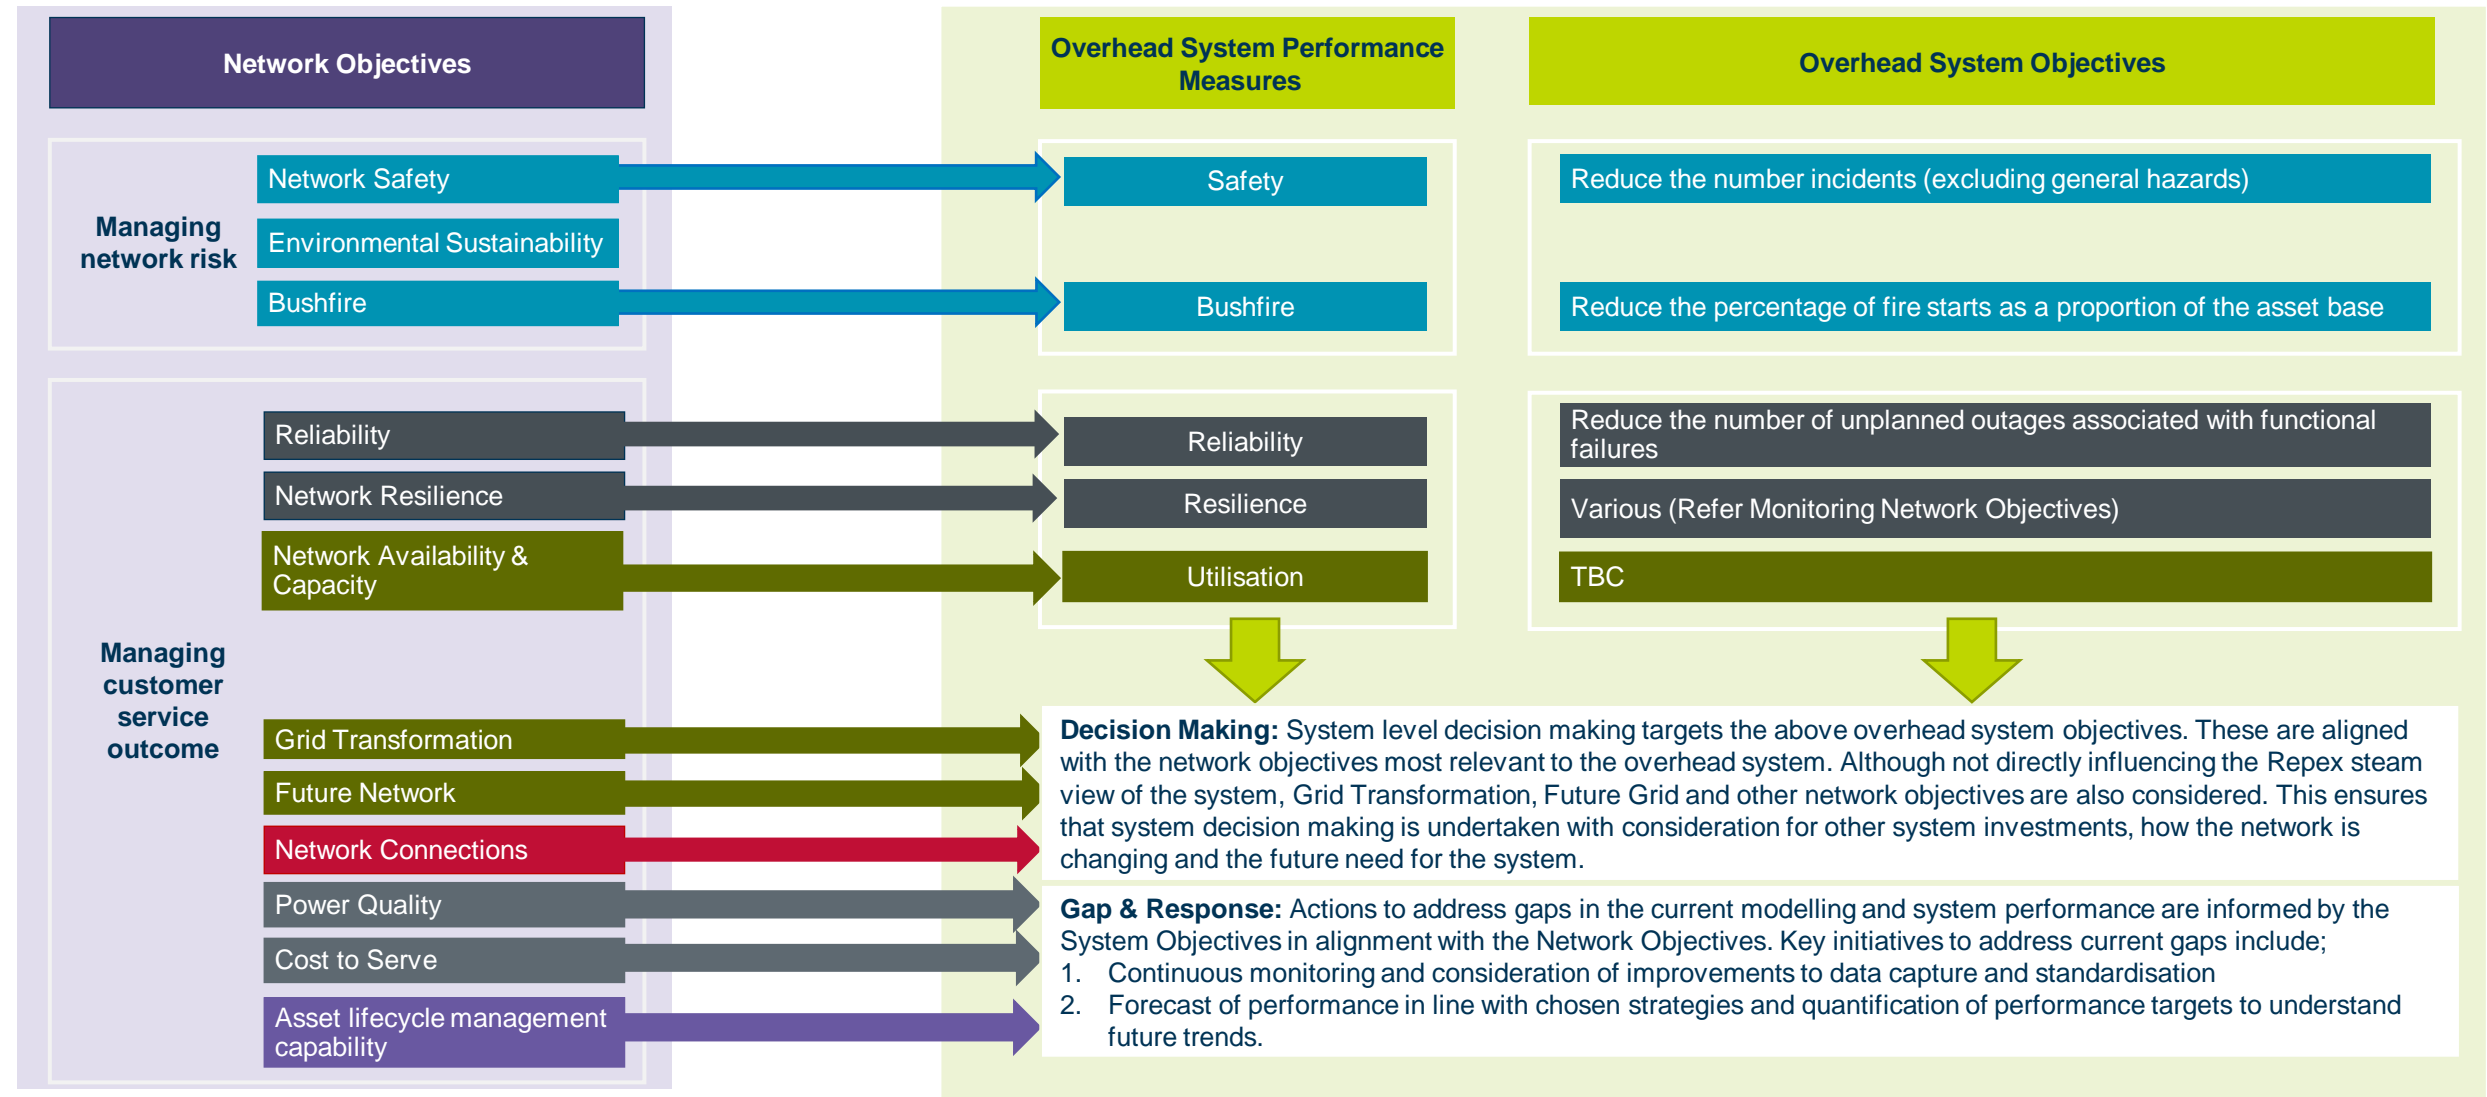 Network Objectives
Overhead System Performance
Measures
Overhead System Objectives
Managing
network risk
Network Safety
Safety
Reduce the number incidents (excluding general hazards)
Environmental Sustainability
Bushfire
Bushfire
Reduce the percentage of fire starts as a proportion of the asset base
Managing
customer
service
outcome
Reliability
Reliability
Reduce the number of unplanned outages associated with functional
failures
Network Resilience
Resilience
Various (Refer Monitoring Network Objectives)
Network Availability &
Capacity
Utilisation
TBC
Grid Transformation
Future Network
Network Connections
Power Quality
Cost to Serve
Asset lifecycle management
capability
Decision Making: System level decision making targets the above overhead system objectives. These are aligned
with the network objectives most relevant to the overhead system. Although not directly influencing the Repex steam
view of the system, Grid Transformation, Future Grid and other network objectives are also considered. This ensures
that system decision making is undertaken with consideration for other system investments, how the network is
changing and the future need for the system.
Gap & Response: Actions to address gaps in the current modelling and system performance are informed by the
System Objectives in alignment with the Network Objectives. Key initiatives to address current gaps include;
1. Continuous monitoring and consideration of improvements to data capture and standardisation
2. Forecast of performance in line with chosen strategies and quantification of performance targets to understand
future trends.